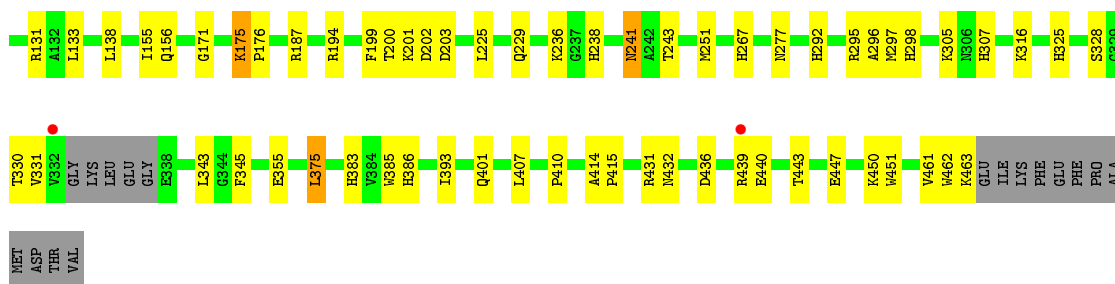 R131 A132 L133 L138 I155 Q156 G171 K175 P176 R187 R194 F199 T200 K201 D202 D203 L225 Q229 K236 G237 H238 N241 A242 T243 M251 H267 N277 H292 R295 A296 M297 H298 K305 N306 H307 K316 H325 S328 G329
T330 V331 V332 GLY LYS LEU GLU GLY E338 L343 G344 F345 E355 L375 H383 V384 W385 H386 I393 Q401 L407 P410 A414 P415 R431 N432 D436 R439 E440 T443 E447 K450 W451 V461 W462 K463 GLU ILE LYS PHE GLU PHE PRO ALA
MET ASP THR VAL